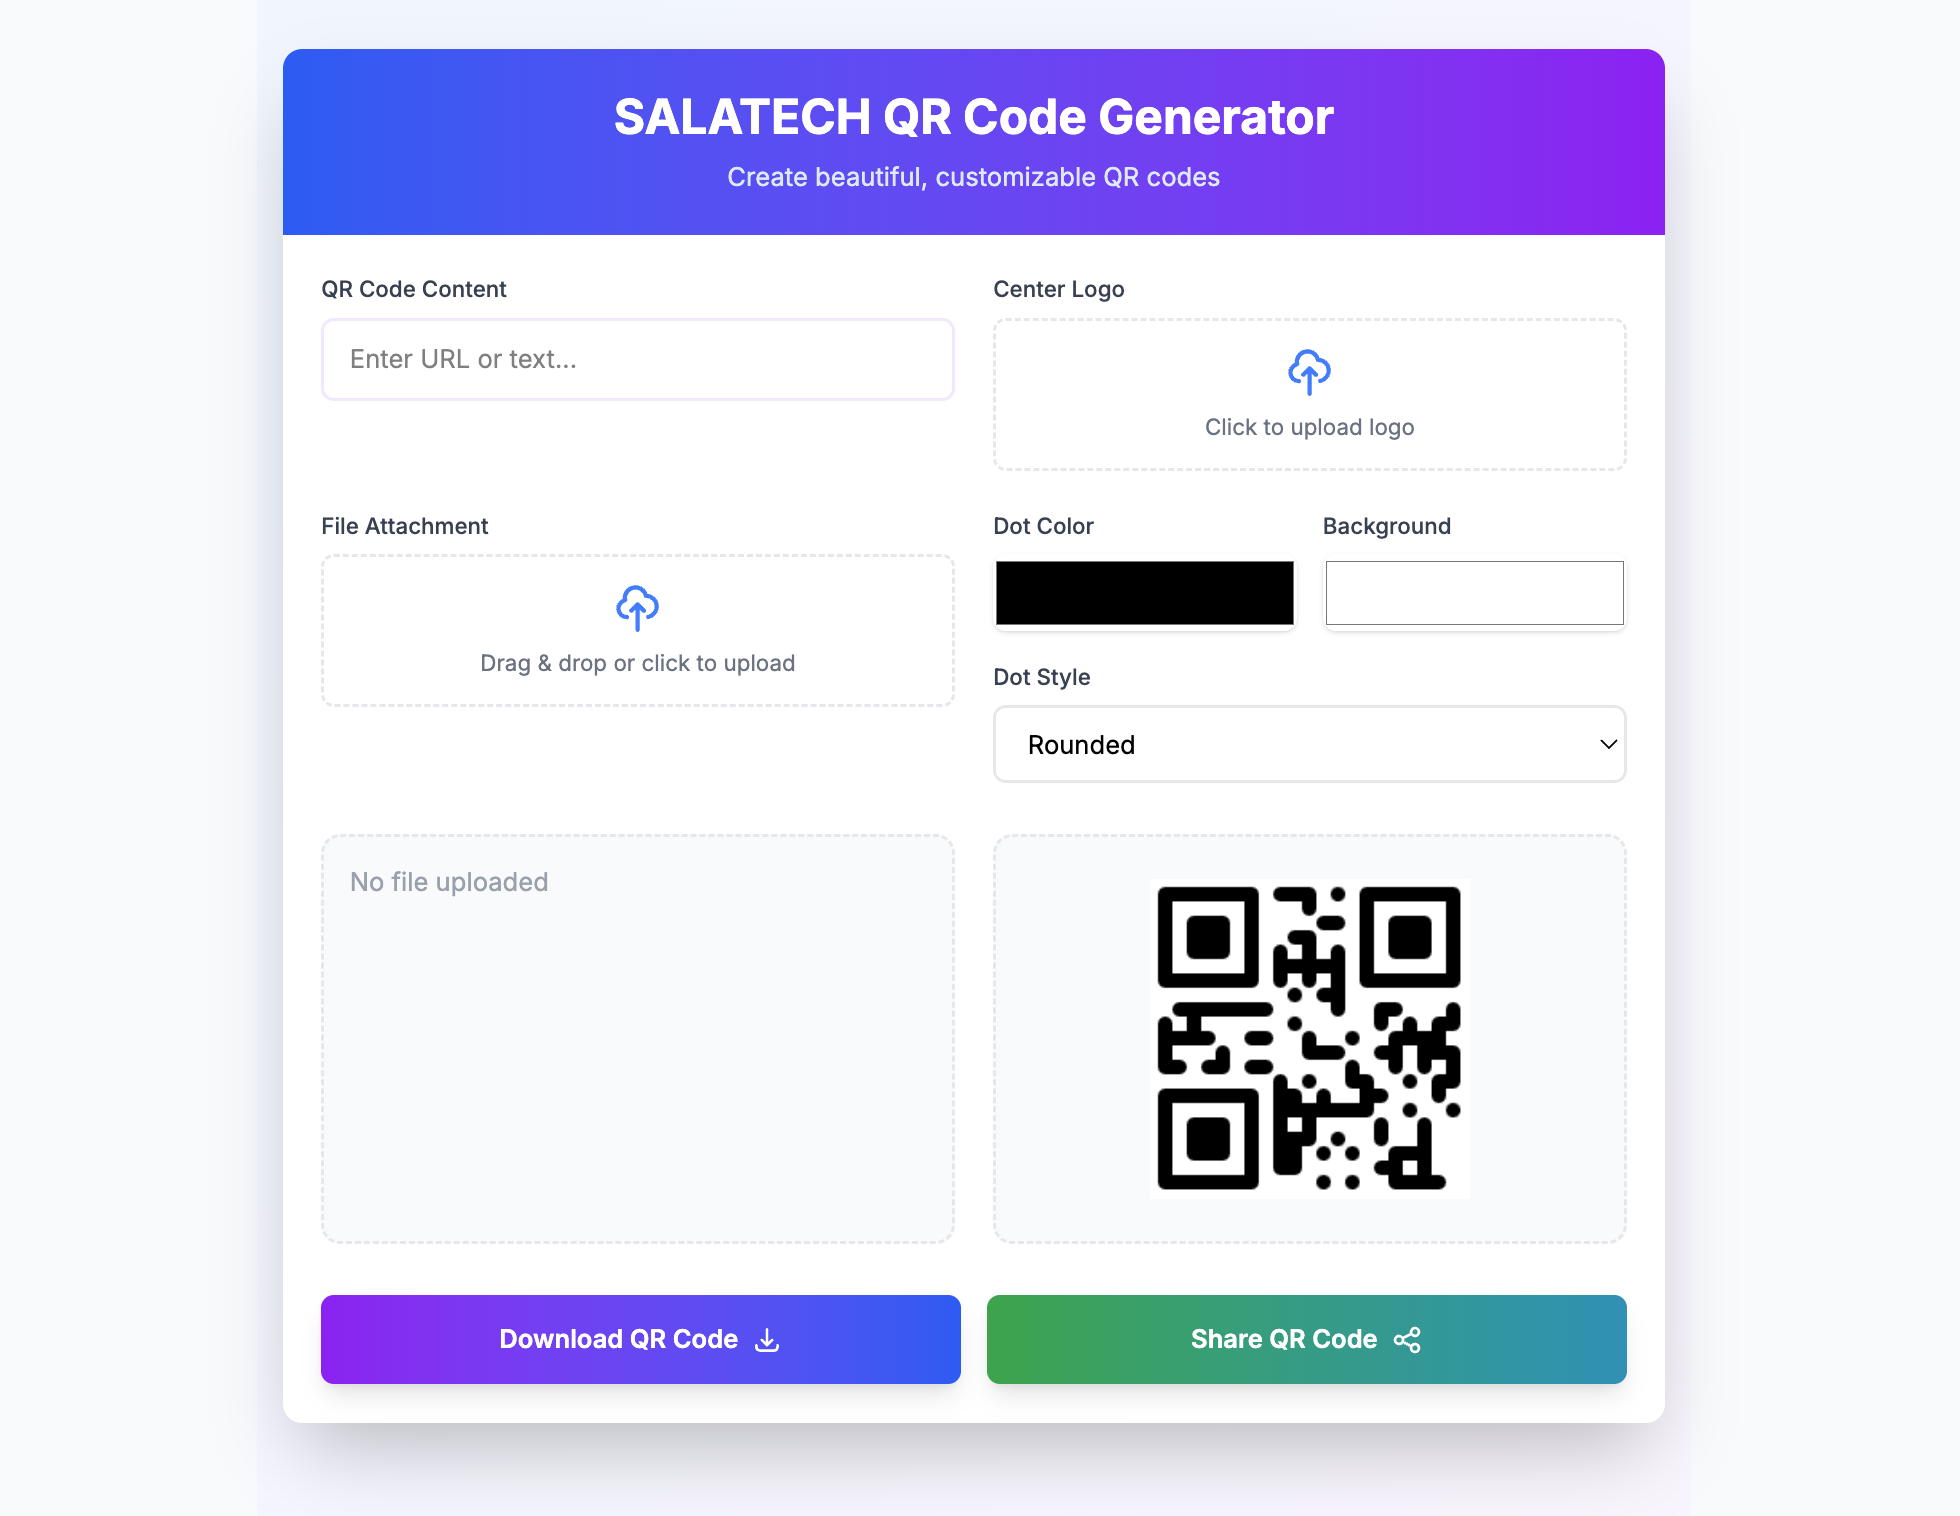 SALATECH QR Code Generator
Create beautiful, customizable QR codes
QR Code Content
Enter URL or text...
Center Logo
Click to upload logo
File Attachment
Drag & drop or click to upload
Dot Color
Background
Dot Style
Rounded
No file uploaded
Download QR Code
Share QR Code